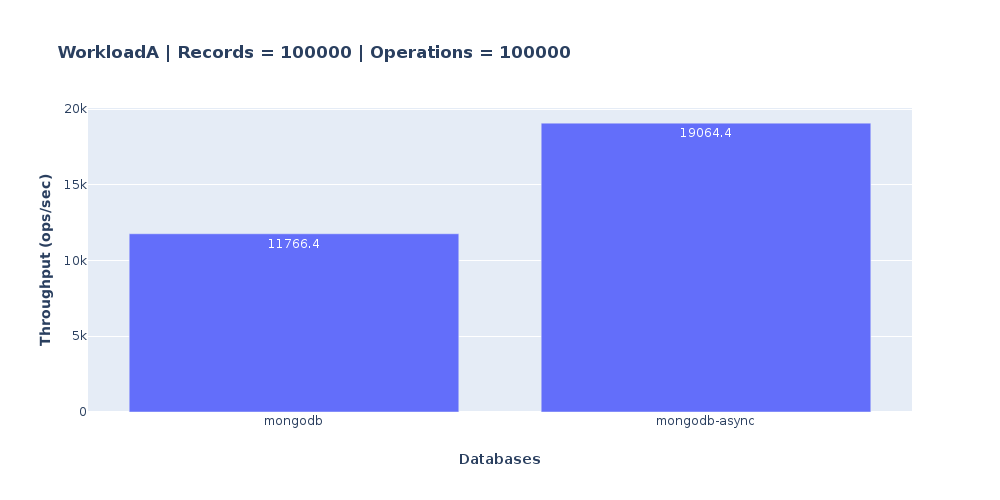 WorkloadA | Records = 100000 | Operations = 100000
20k
15k
10k
5k
0
Throughput (ops/sec)
11766.4
19064.4
mongodb
mongodb-async
Databases